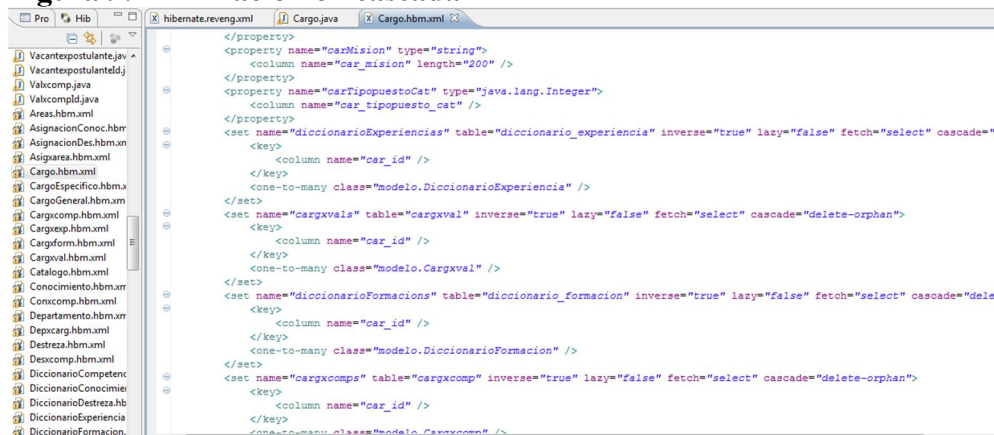 Pro
Hib
hibernate.reveng.xml
Cargo.java
Cargo.hbm.xml
Vacantexpostulante.jav
VacantexpostulanteId.j
Valxcomp.java
ValxcompId.java
Areas.hbm.xml
AsignacionConoc.hbm
AsignacionDes.hbm.xn
Asigxarea.hbm.xml
Cargo.hbm.xml
CargoEspecifico.hbm.x
CargoGeneral.hbm.xm
Cargxcomp.hbm.xml
Cargxexp.hbm.xml
Cargxform.hbm.xml
Cargxval.hbm.xml
Catalogo.hbm.xml
Conocimiento.hbm.xm
Conxcomp.hbm.xml
Departamento.hbm.xm
Depxcarg.hbm.xml
Destreza.hbm.xml
Desxcomp.hbm.xml
DiccionarioCompetenc
DiccionarioConocimier
DiccionarioDestreza.hb
DiccionarioExperiencia
DiccionarioFormacion.
</property>
<property name="carMision" type="string">
<column name="car_mision" length="200" />
</property>
<property name="carTipopuestoCat" type="java.lang.Integer">
<column name="car_tipopuesto_cat" />
</property>
<set name="diccionarioExperiencias" table="diccionario_experiencia" inverse="true" lazy="false" fetch="select" cascade="
<key>
<column name="car_id" />
</key>
<one-to-many class="modelo.DiccionarioExperiencia" />
</set>
<set name="cargxvals" table="cargxval" inverse="true" lazy="false" fetch="select" cascade="delete-orphan">
<key>
<column name="car_id" />
</key>
<one-to-many class="modelo.Cargxval" />
</set>
<set name="diccionarioFormacions" table="diccionario_formacion" inverse="true" lazy="false" fetch="select" cascade="dele
<key>
<column name="car_id" />
</key>
<one-to-many class="modelo.DiccionarioFormacion" />
</set>
<set name="cargxcomps" table="cargxcomp" inverse="true" lazy="false" fetch="select" cascade="delete-orphan">
<key>
<column name="car_id" />
</key>
<one-to-many class="modelo.Cargxcomp" />